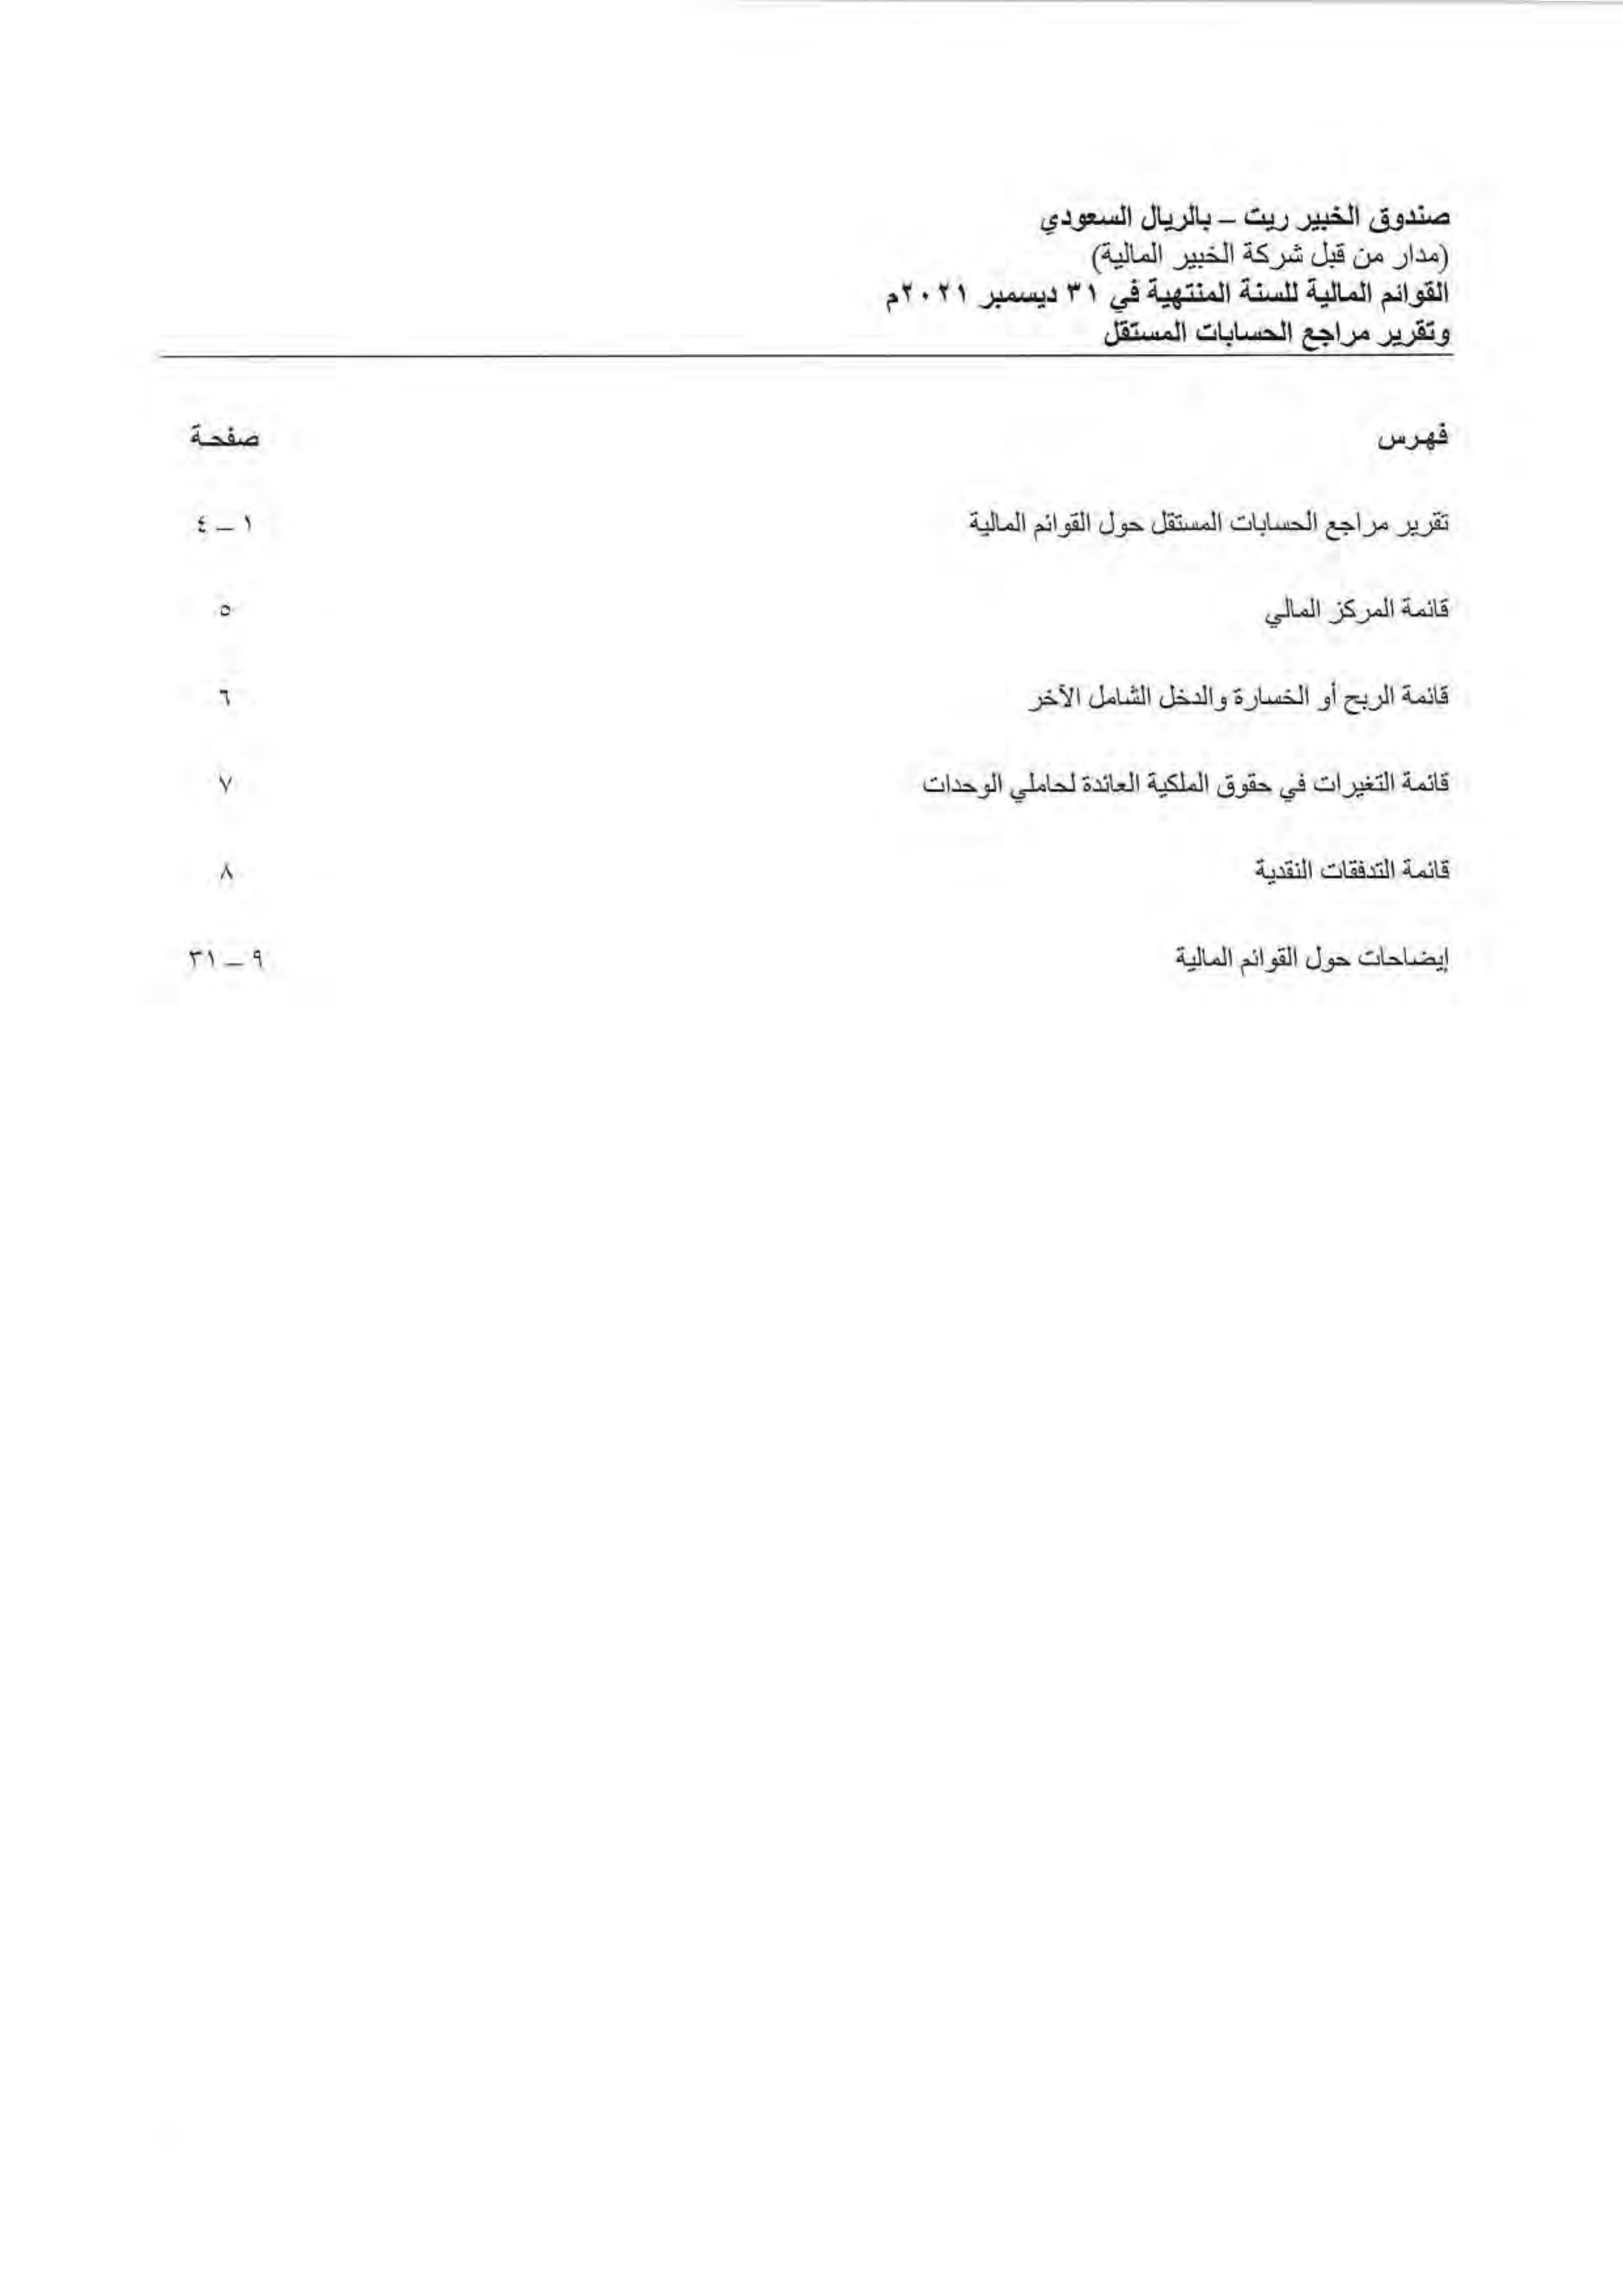 صندوق الخبير ريت – بالريال السعودي
(مدار من قبل شركة الخبير المالية)
القوائم المالية للسنة المنتهية في ٣١ ديسمبر ٢٠٢١م
وتقرير مراجع الحسابات المستقل
فهرس صفحة
تقرير مراجع الحسابات المستقل حول القوائم المالية ١ – ٤
قائمة المركز المالي ٥
قائمة الربح أو الخسارة والدخل الشامل الآخر ٦
قائمة التغيرات في حقوق الملكية العائدة لحاملي الوحدات ٧
قائمة التدفقات النقدية ٨
إيضاحات حول القوائم المالية ٩ – ٣١